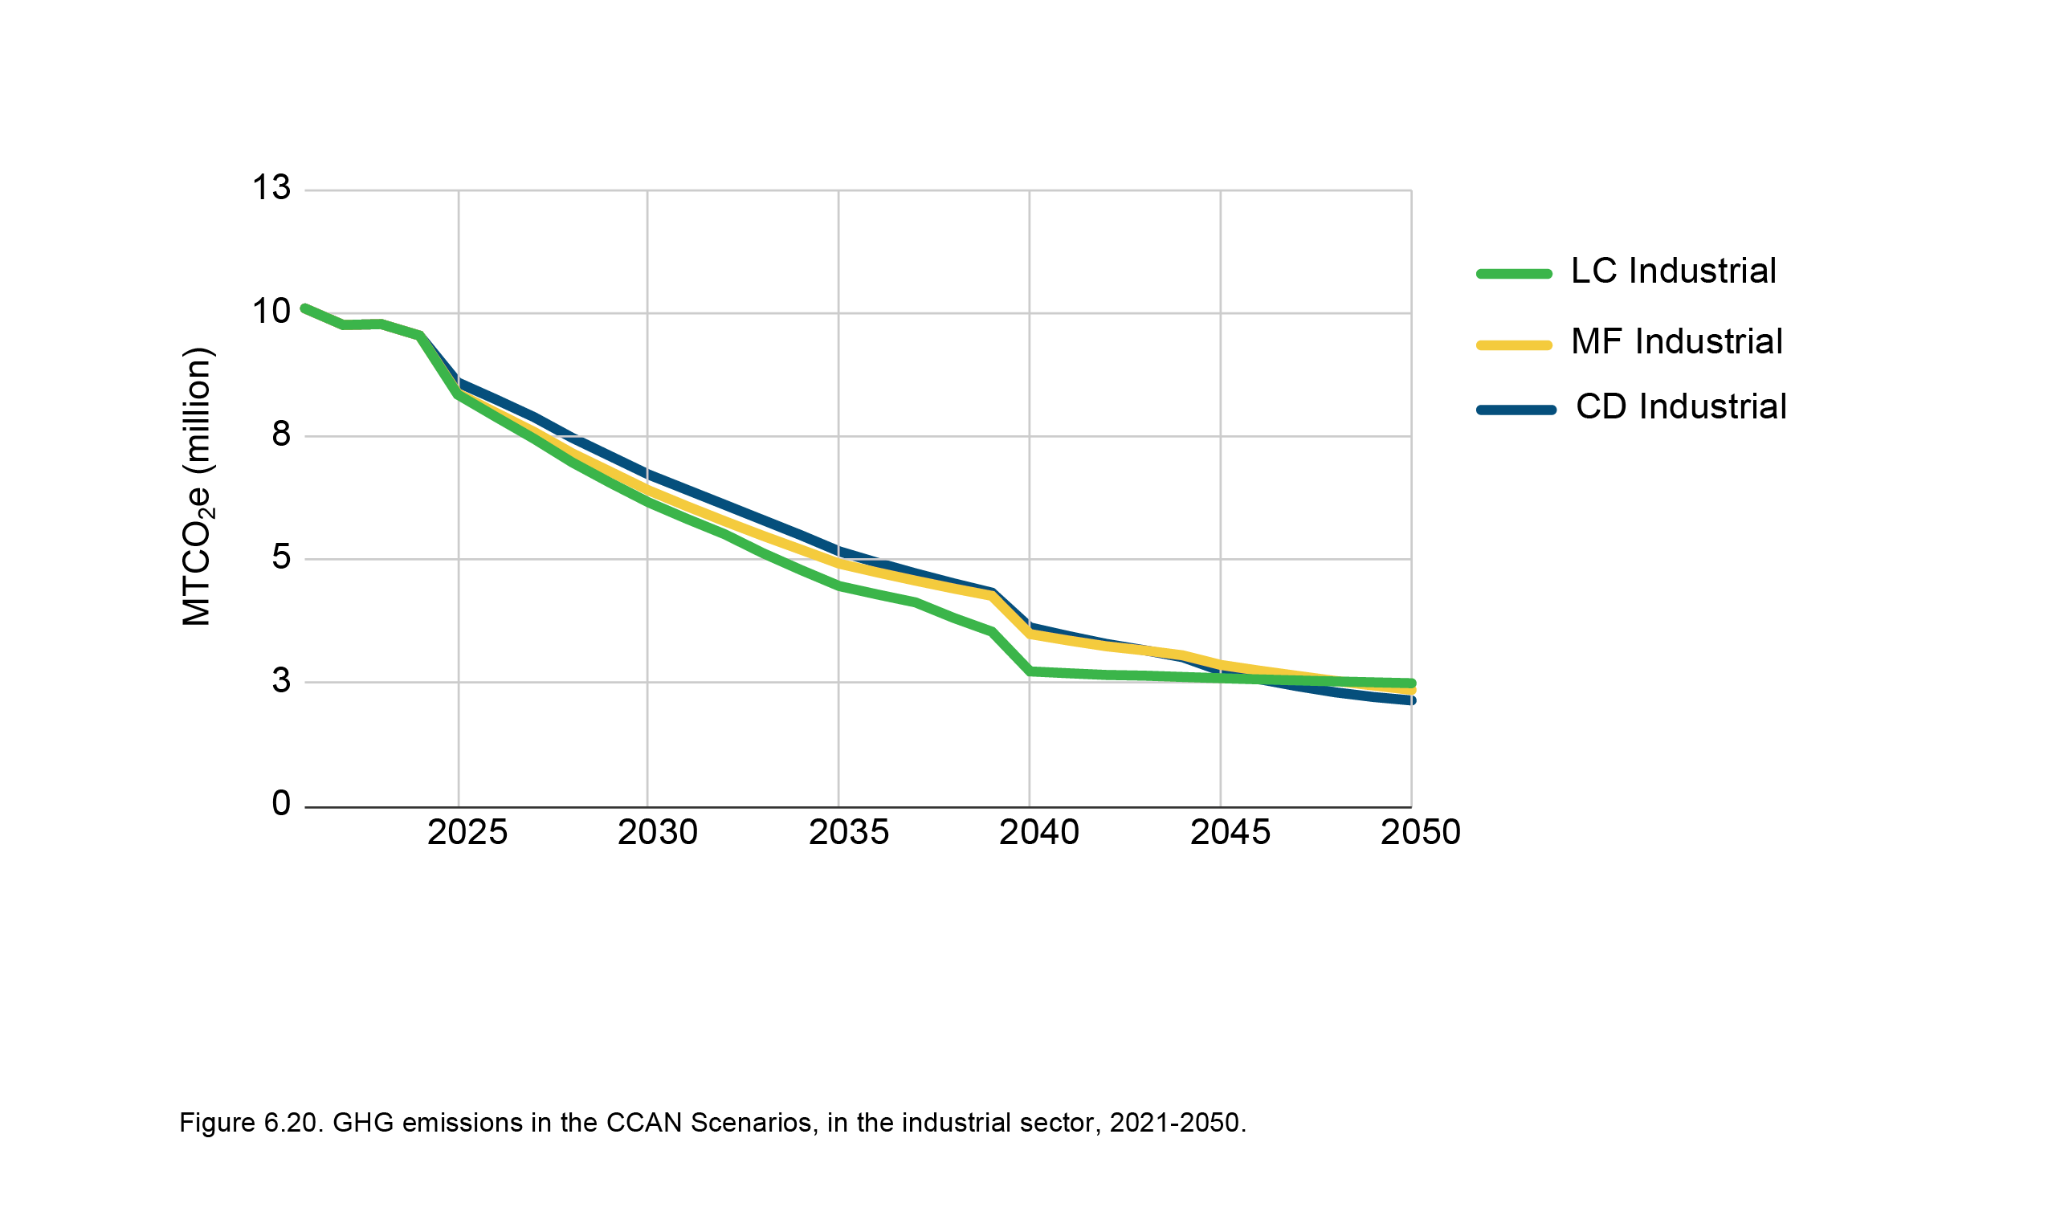 13
10
8
5
3
0
MTCO₂e (million)
2025 2030 2035 2040 2045 2050
LC Industrial
MF Industrial
CD Industrial
Figure 6.20. GHG emissions in the CCAN Scenarios, in the industrial sector, 2021-2050.